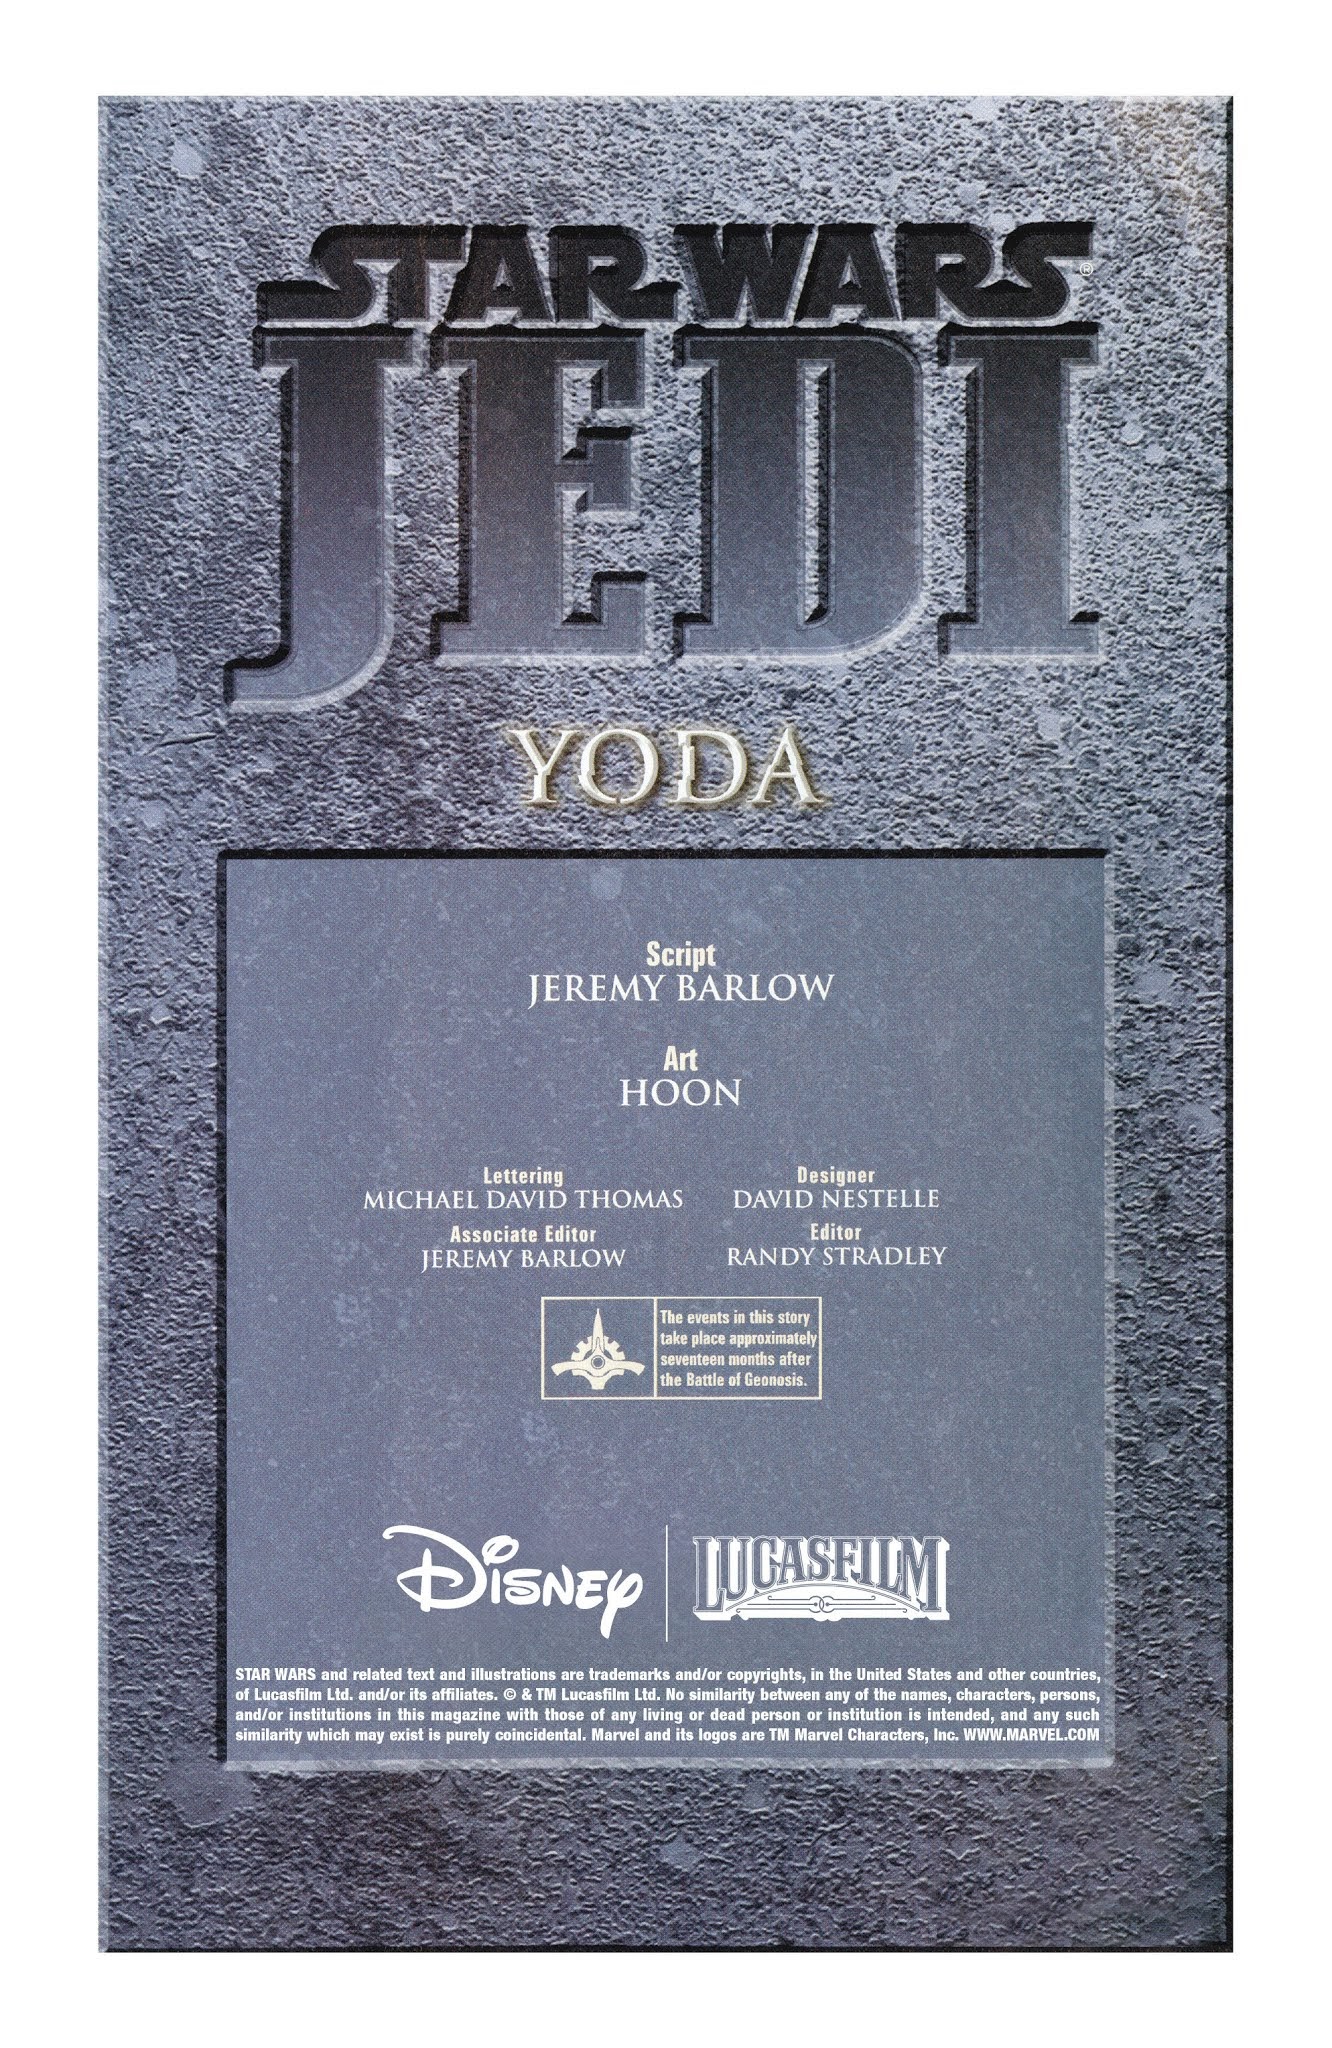 STAR WARS®
JEDI
YODA
Script
JEREMY BARLOW
Art
HOON
Lettering
MICHAEL DAVID THOMAS
Designer
DAVID NESTELLE
Associate Editor
JEREMY BARLOW
Editor
RANDY STRADLEY
The events in this story
take place approximately
seventeen months after
the Battle of Geonosis.
DISNEY
LUCASFILM
STAR WARS and related text and illustrations are trademarks and/or copyrights, in the United States and other countries,
of Lucasfilm Ltd. and/or its affiliates. © & TM Lucasfilm Ltd. No similarity between any of the names, characters, persons,
and/or institutions in this magazine with those of any living or dead person or institution is intended, and any such
similarity which may exist is purely coincidental. Marvel and its logos are TM Marvel Characters, Inc. WWW.MARVEL.COM